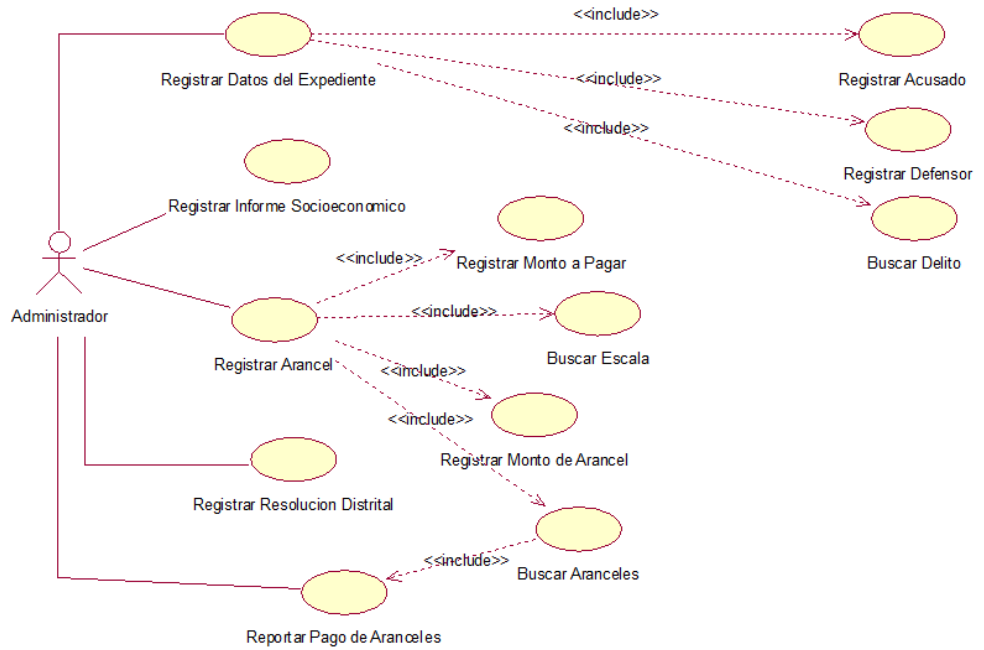 <<include>>
Registrar Datos del Expediente
Registrar Acusado
<<include>>
<<include>>
Registrar Defensor
Registrar Informe Socioeconomico
Buscar Delito
<<include>>
Registrar Monto a Pagar
Administrador
<<include>>
Registrar Arancel
Buscar Escala
<<include>>
<<include>>
Registrar Monto de Arancel
Registrar Resolucion Distrital
<<include>>
Buscar Aranceles
Reportar Pago de Aranceles